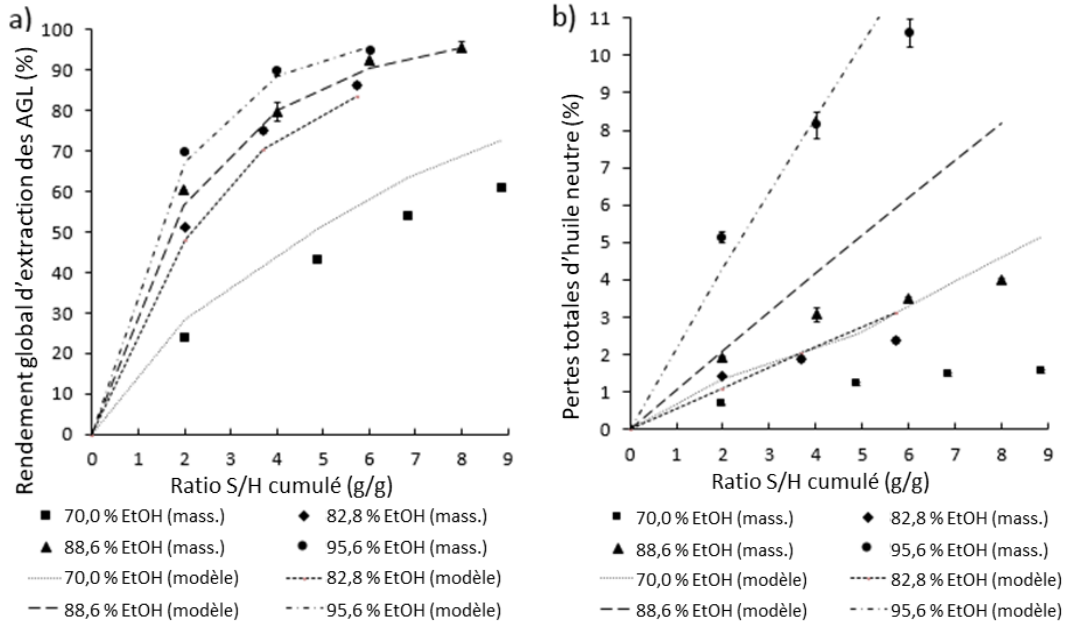 a)
Rendement global d'extraction des AGL (%)
100
90
80
70
60
50
40
30
20
10
0
0 1 2 3 4 5 6 7 8 9
Ratio S/H cumulé (g/g)
70,0 % EtOH (mass.)
82,8 % EtOH (mass.)
88,6 % EtOH (mass.)
95,6 % EtOH (mass.)
70,0 % EtOH (modèle)
82,8 % EtOH (modèle)
88,6 % EtOH (modèle)
95,6 % EtOH (modèle)
b)
Pertes totales d'huile neutre (%)
11
10
9
8
7
6
5
4
3
2
1
0
0 1 2 3 4 5 6 7 8 9
Ratio S/H cumulé (g/g)
70,0 % EtOH (mass.)
82,8 % EtOH (mass.)
88,6 % EtOH (mass.)
95,6 % EtOH (mass.)
70,0 % EtOH (modèle)
82,8 % EtOH (modèle)
88,6 % EtOH (modèle)
95,6 % EtOH (modèle)